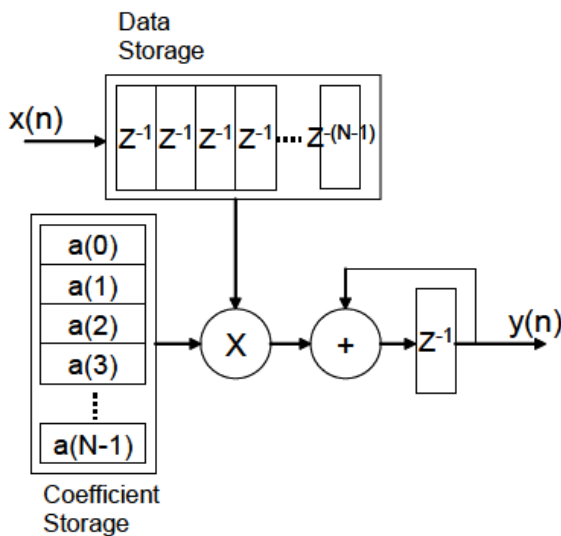 Data
Storage
x(n)
Z⁻¹ Z⁻¹ Z⁻¹ Z⁻¹ Z⁻⁽ᴺ⁻¹⁾
a(0)
a(1)
a(2)
a(3)
a(N-1)
X
+
Z⁻¹
y(n)
Coefficient
Storage